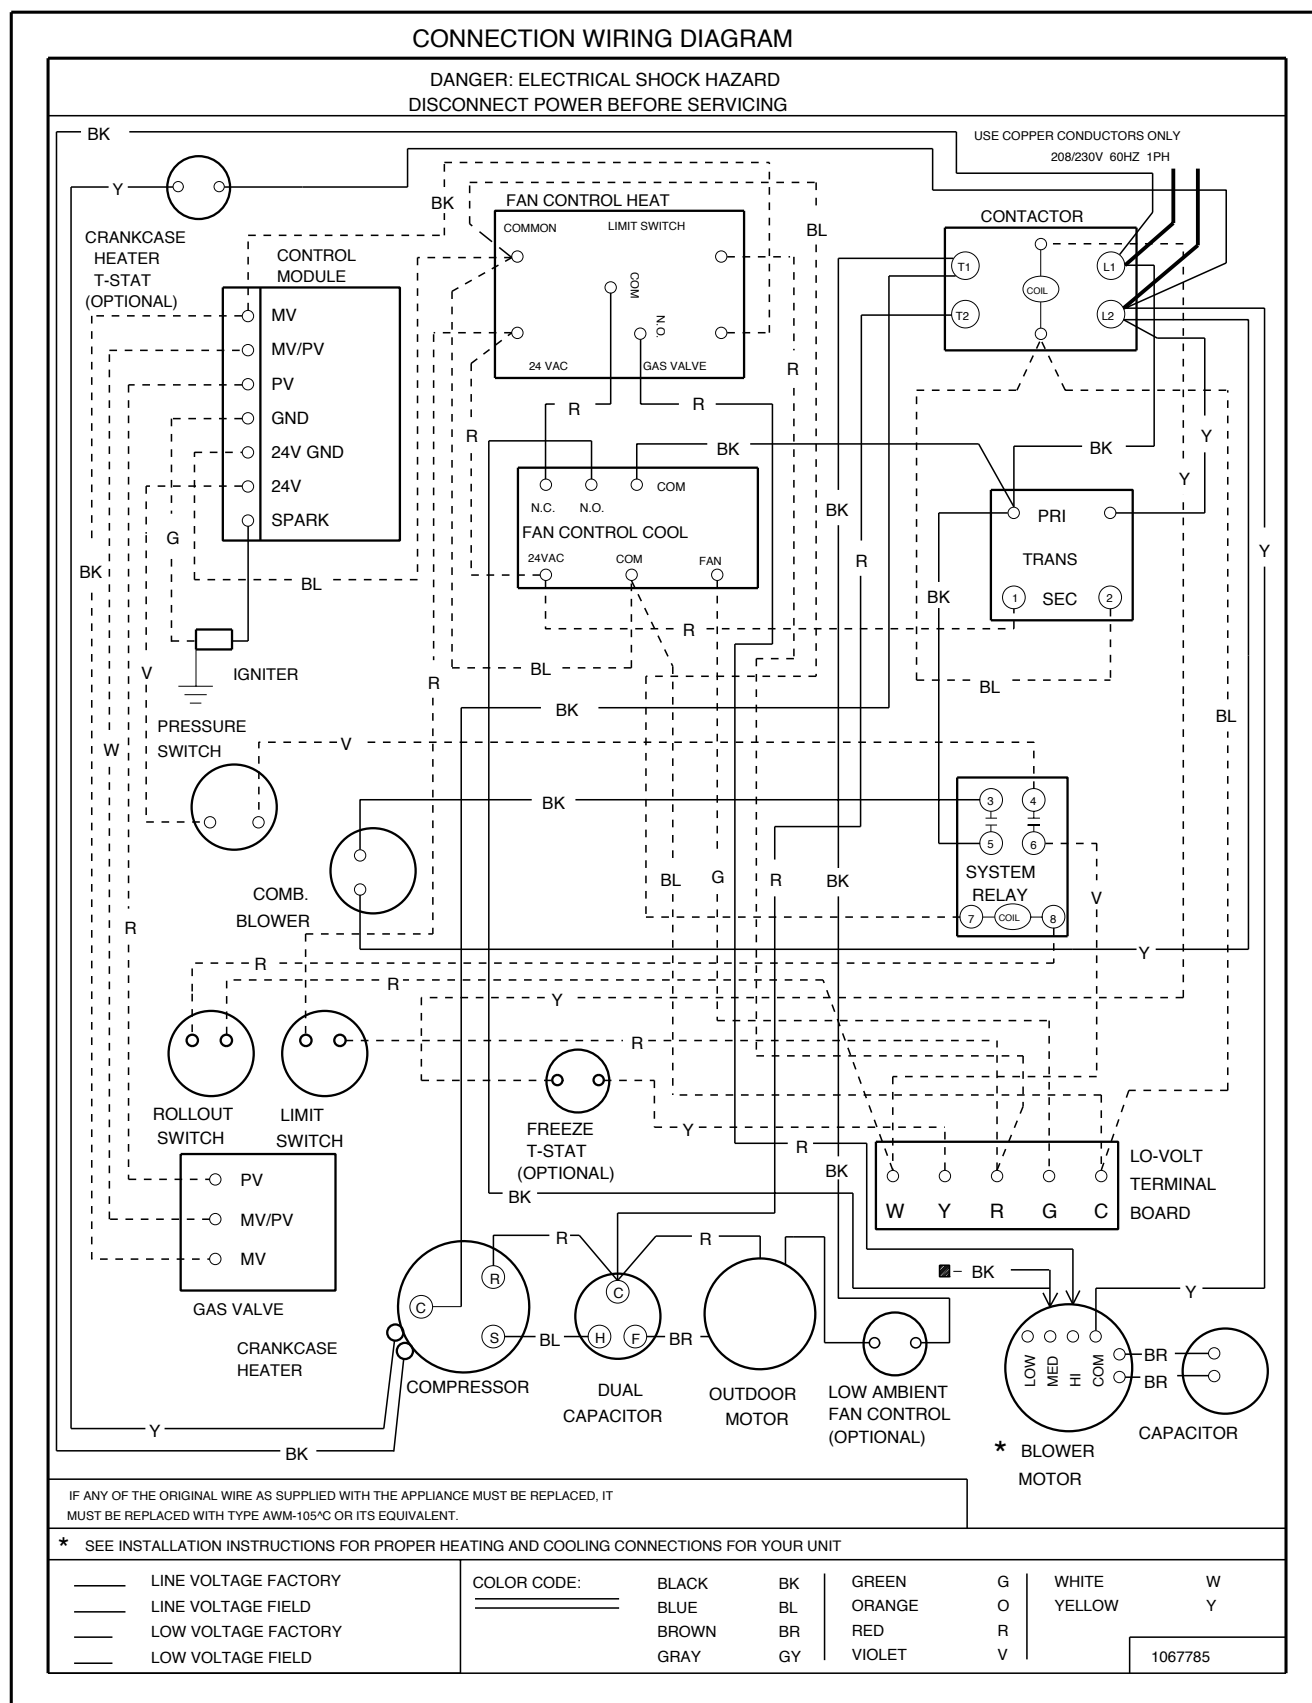 CONNECTION WIRING DIAGRAM
DANGER: ELECTRICAL SHOCK HAZARD
DISCONNECT POWER BEFORE SERVICING
BK
USE COPPER CONDUCTORS ONLY
208/230V 60HZ 1PH
Y
CRANKCASE
HEATER
T-STAT
(OPTIONAL)
CONTROL
MODULE
MV
MV/PV
PV
GND
24V GND
24V
SPARK
BK
FAN CONTROL HEAT
COMMON
LIMIT SWITCH
COM
N.O.
24 VAC
GAS VALVE
BL
CONTACTOR
T1
T2
COIL
L1
L2
R
R
R
R
BK
BK
Y
Y
COM
N.C.
N.O.
FAN CONTROL COOL
24VAC
COM
FAN
BK
R
PRI
TRANS
1
SEC
2
Y
G
BK
BL
BK
R
IGNITER
V
BL
R
BL
BK
BL
PRESSURE
SWITCH
W
V
BK
3
4
5
6
SYSTEM
RELAY
7
COIL
8
COMB.
BLOWER
BL
G
R
BK
V
R
Y
R
R
Y
R
ROLLOUT
SWITCH
LIMIT
SWITCH
FREEZE
T-STAT
(OPTIONAL)
Y
R
BK
BK
LO-VOLT
TERMINAL
BOARD
W
Y
R
G
C
PV
MV/PV
MV
GAS VALVE
R
R
BK
Y
C
R
S
BL
C
H
F
BR
CRANKCASE
HEATER
COMPRESSOR
DUAL
CAPACITOR
OUTDOOR
MOTOR
LOW AMBIENT
FAN CONTROL
(OPTIONAL)
LOW
MED
HI
COM
BR
BR
CAPACITOR
* BLOWER
MOTOR
Y
BK
IF ANY OF THE ORIGINAL WIRE AS SUPPLIED WITH THE APPLIANCE MUST BE REPLACED, IT
MUST BE REPLACED WITH TYPE AWM-105^C OR ITS EQUIVALENT.
* SEE INSTALLATION INSTRUCTIONS FOR PROPER HEATING AND COOLING CONNECTIONS FOR YOUR UNIT
LINE VOLTAGE FACTORY
LINE VOLTAGE FIELD
LOW VOLTAGE FACTORY
LOW VOLTAGE FIELD
COLOR CODE:
BLACK BK
BLUE BL
BROWN BR
GRAY GY
GREEN G
ORANGE O
RED R
VIOLET V
WHITE W
YELLOW Y
1067785